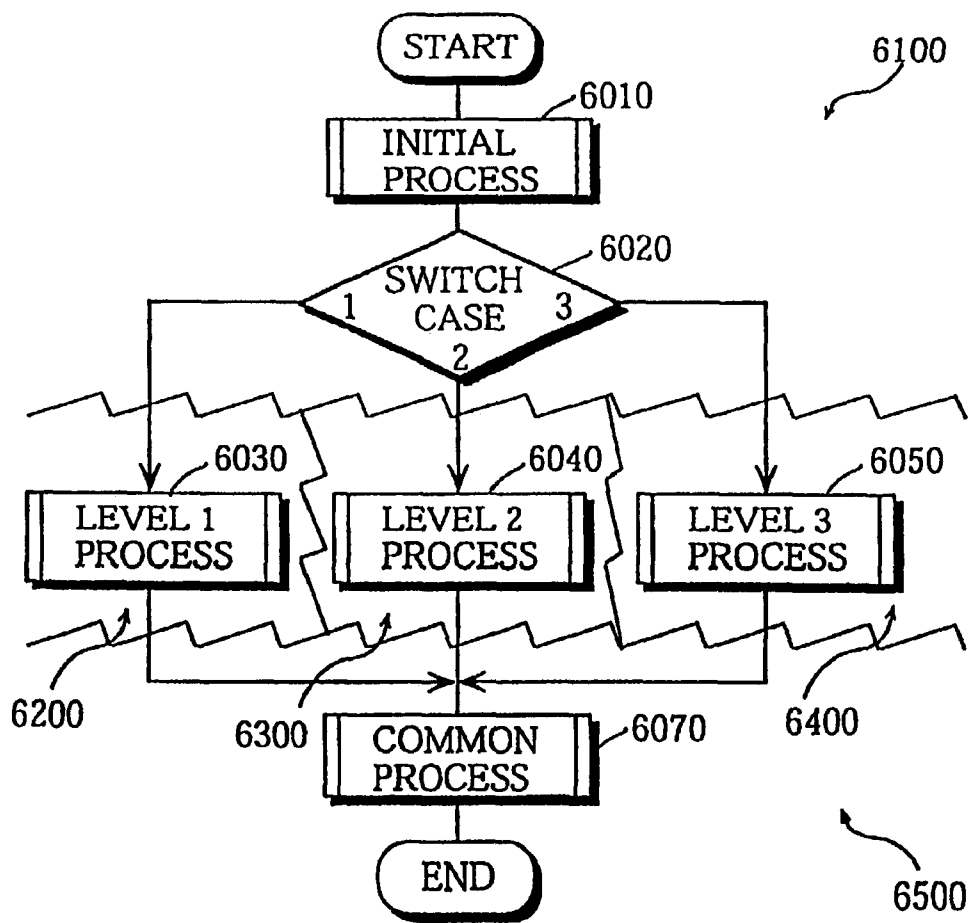 START
6100
6010
INITIAL
PROCESS
6020
SWITCH
CASE
1
3
2
6030
6040
6050
LEVEL 1
PROCESS
LEVEL 2
PROCESS
LEVEL 3
PROCESS
6200
6300
6400
COMMON
PROCESS
6070
END
6500